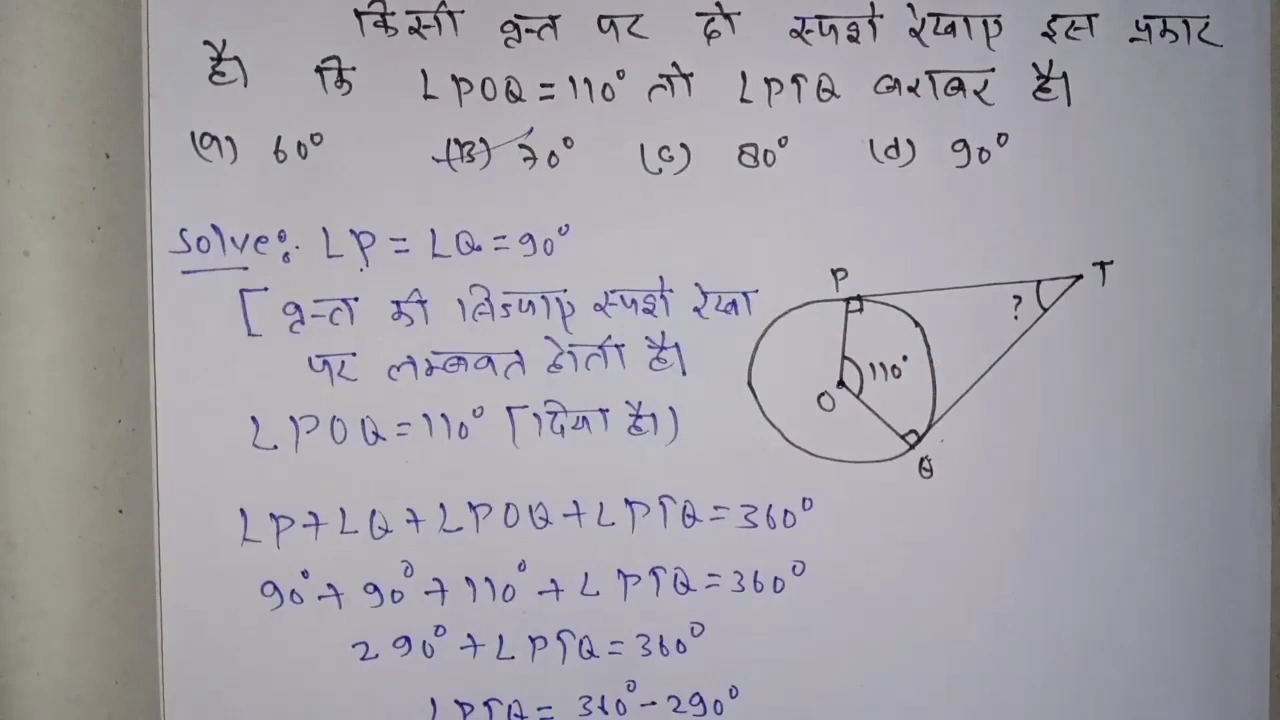 किसी वृन्त पर दो स्पर्श रेखाए इस प्रकार
है। कि ∠POQ = 110° तो ∠PTQ बराबर है।
(a) 60° (B) 70° (c) 80° (d) 90°
Solve:. ∠P = ∠Q = 90°
[वृन्त की त्रिज्याए स्पर्श रेखा
पर लम्बवत होती है।
∠POQ = 110° [दिया है।)
P
T
?
110°
O
Q
∠P + ∠Q + ∠POQ + ∠PTQ = 360°
90° + 90° + 110° + ∠PTQ = 360°
290° + ∠PTQ = 360°
∠PTQ = 360° - 290°